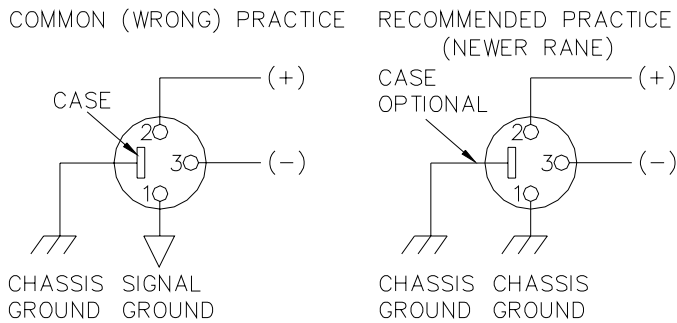 COMMON (WRONG) PRACTICE
CASE
(+)
2
3
(-)
1
CHASSIS SIGNAL
GROUND GROUND
RECOMMENDED PRACTICE
(NEWER RANE)
CASE
OPTIONAL
(+)
2
3
(-)
1
CHASSIS CHASSIS
GROUND GROUND